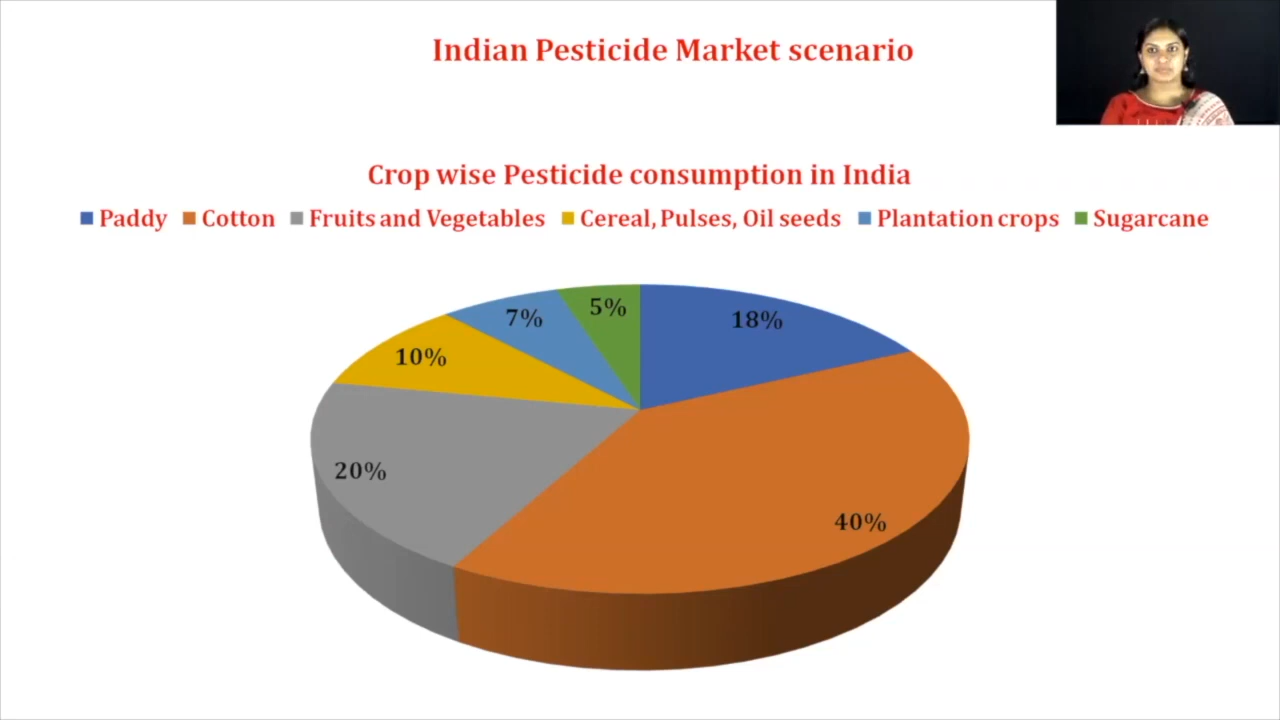 Indian Pesticide Market scenario
Crop wise Pesticide consumption in India
Paddy Cotton Fruits and Vegetables Cereal, Pulses, Oil seeds Plantation crops Sugarcane
5%
18%
7%
10%
20%
40%